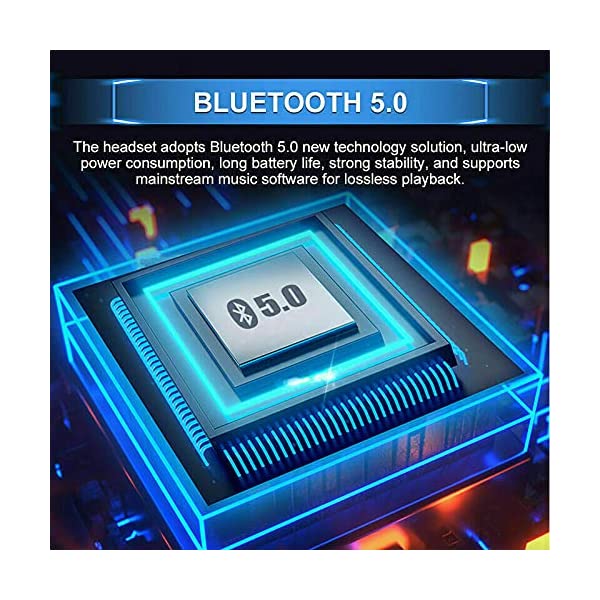 BLUETOOTH 5.0
The headset adopts Bluetooth 5.0 new technology solution, ultra-low
power consumption, long battery life, strong stability, and supports
mainstream music software for lossless playback.
5.0